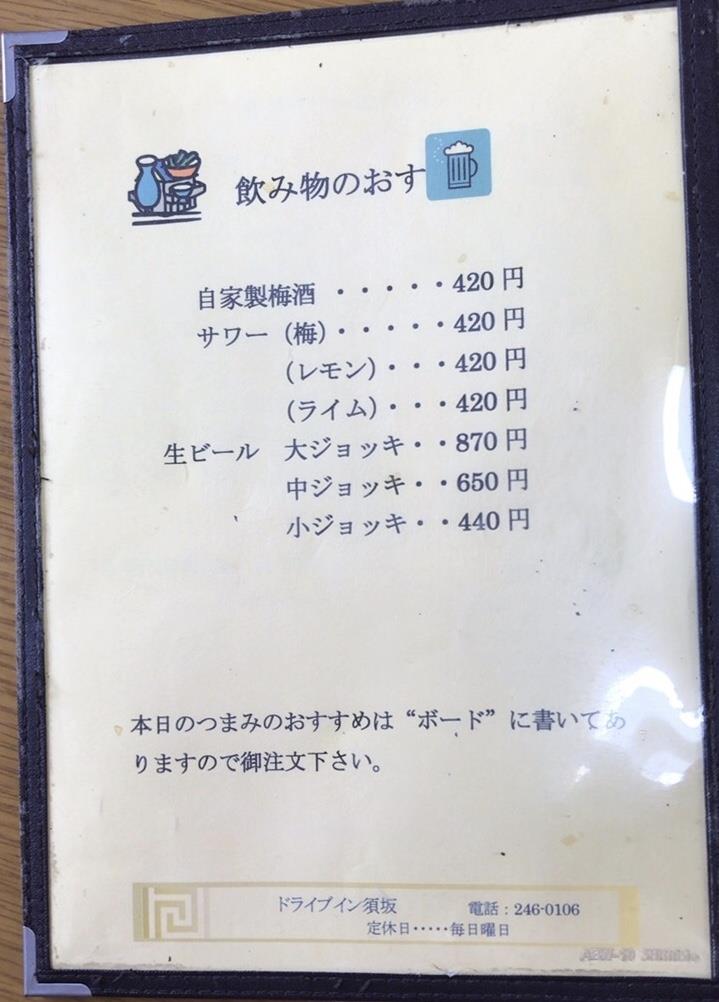 飲み物のおす
自家製梅酒 ・・・・・420 円
サワー（梅）・・・・・420 円
（レモン）・・・420 円
（ライム）・・・420 円
生ビール 大ジョッキ・・870 円
中ジョッキ・・650 円
小ジョッキ・・440 円
本日のつまみのおすすめは“ボード”に書いてあ
りますので御注文下さい。
ドライブイン須坂 電話：246-0106
定休日・・・・・毎日曜日